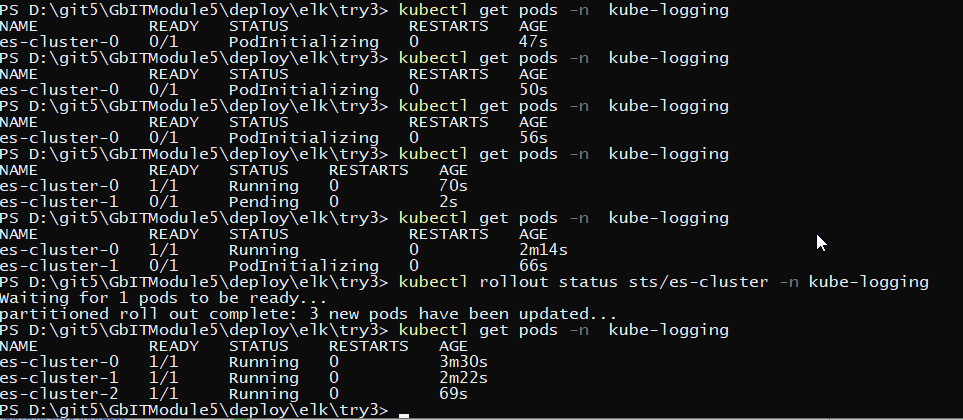 PS D:\git5\GbITModule5\deploy\elk\try3> kubectl get pods -n  kube-logging
NAME           READY   STATUS            RESTARTS   AGE
es-cluster-0   0/1     PodInitializing   0          47s
PS D:\git5\GbITModule5\deploy\elk\try3> kubectl get pods -n  kube-logging
NAME           READY   STATUS            RESTARTS   AGE
es-cluster-0   0/1     PodInitializing   0          50s
PS D:\git5\GbITModule5\deploy\elk\try3> kubectl get pods -n  kube-logging
NAME           READY   STATUS            RESTARTS   AGE
es-cluster-0   0/1     PodInitializing   0          56s
PS D:\git5\GbITModule5\deploy\elk\try3> kubectl get pods -n  kube-logging
NAME           READY   STATUS    RESTARTS   AGE
es-cluster-0   1/1     Running   0          70s
es-cluster-1   0/1     Pending   0          2s
PS D:\git5\GbITModule5\deploy\elk\try3> kubectl get pods -n  kube-logging
NAME           READY   STATUS            RESTARTS   AGE
es-cluster-0   1/1     Running           0          2m14s
es-cluster-1   0/1     PodInitializing   0          66s
PS D:\git5\GbITModule5\deploy\elk\try3> kubectl rollout status sts/es-cluster -n kube-logging
Waiting for 1 pods to be ready...
partitioned roll out complete: 3 new pods have been updated...
PS D:\git5\GbITModule5\deploy\elk\try3> kubectl get pods -n  kube-logging
NAME           READY   STATUS    RESTARTS   AGE
es-cluster-0   1/1     Running   0          3m30s
es-cluster-1   1/1     Running   0          2m22s
es-cluster-2   1/1     Running   0          69s
PS D:\git5\GbITModule5\deploy\elk\try3>